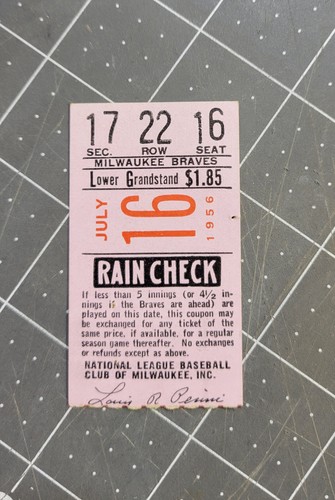 17 22 16
SEC. ROW SEAT
MILWAUKEE BRAVES
Lower Grandstand $1.85
JULY 16 1956
RAIN CHECK
If less than 5 innings (or 4½ in-
nings if the Braves are ahead) are
played on this date, this coupon may
be exchanged for any ticket of the
same price, if available, for a regular
season game thereafter. No exchanges
or refunds except as above.
NATIONAL LEAGUE BASEBALL
CLUB OF MILWAUKEE, INC.
Louis R. Perini